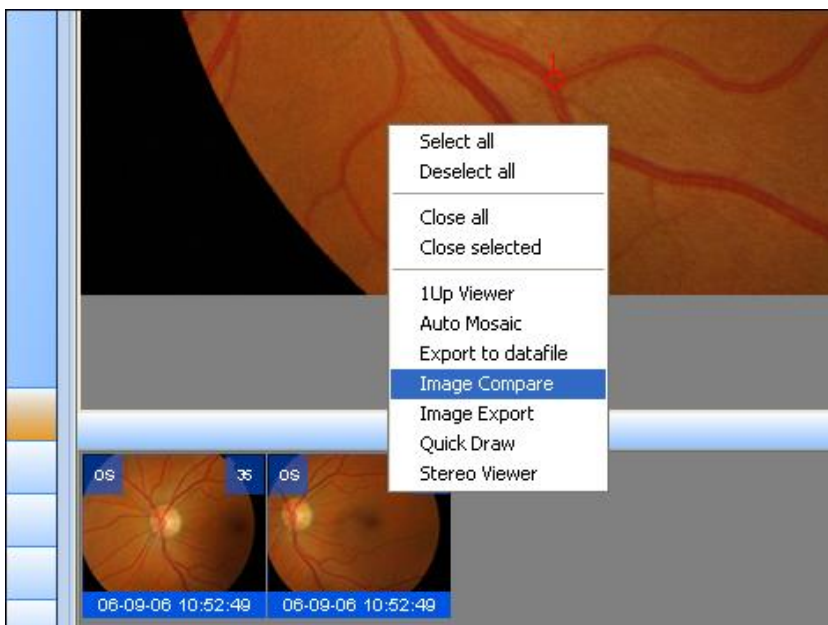 1
Select all
Deselect all
Close all
Close selected
1Up Viewer
Auto Mosaic
Export to datafile
Image Compare
Image Export
Quick Draw
Stereo Viewer
OS 35 OS
06-09-06 10:52:49 06-09-06 10:52:49